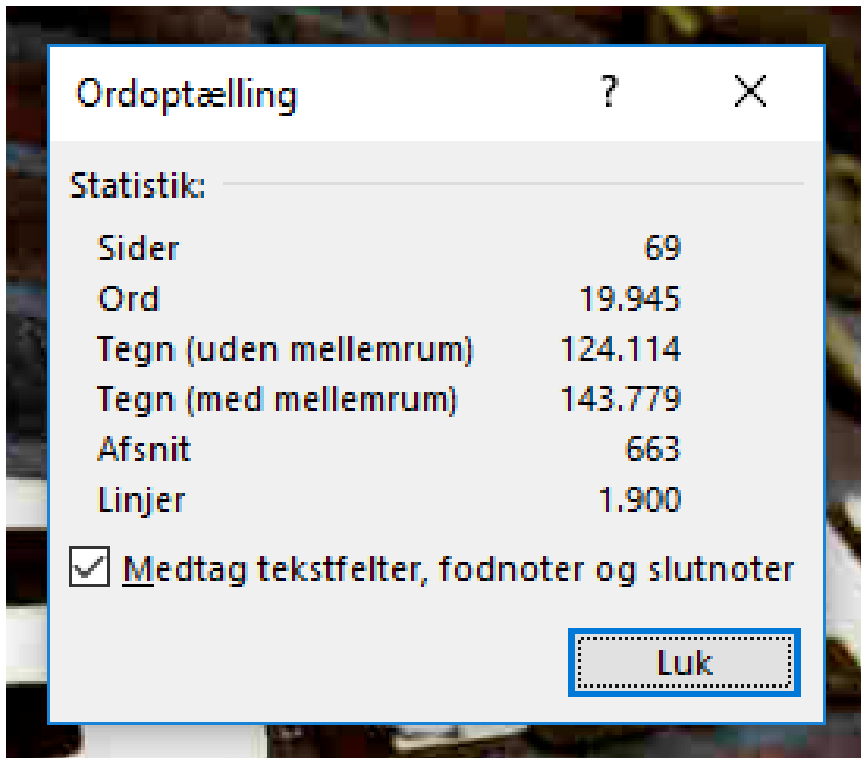 Ordoptælling ?
Statistik:
Sider 69
Ord 19.945
Tegn (uden mellemrum) 124.114
Tegn (med mellemrum) 143.779
Afsnit 663
Linjer 1.900
Medtag tekstfelter, fodnoter og slutnoter
Luk